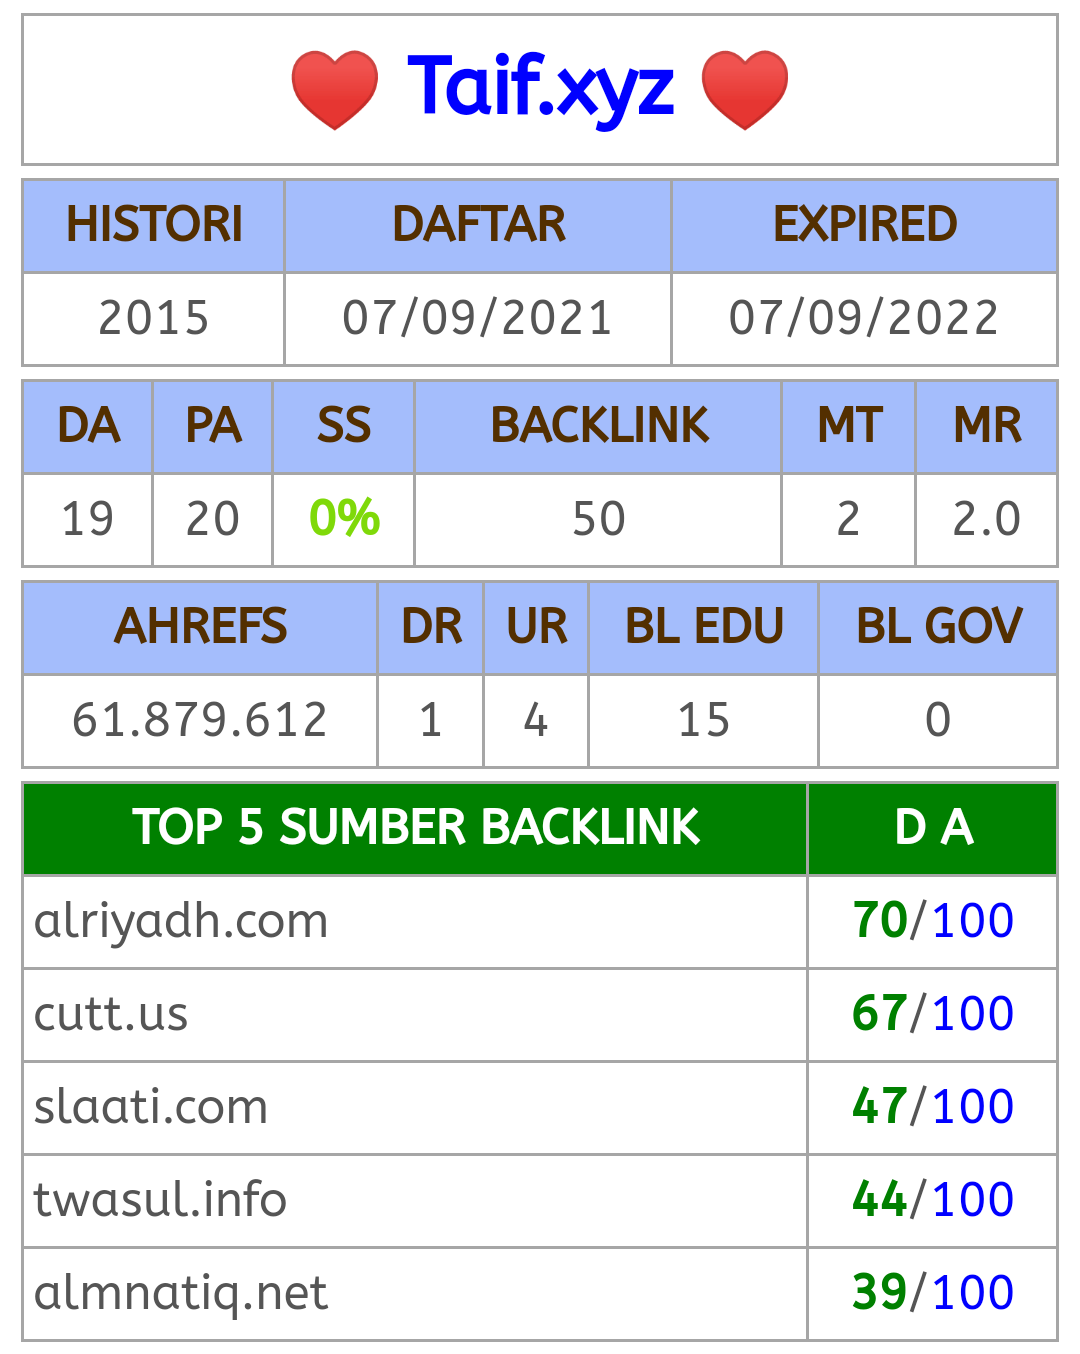 Taif.xyz
HISTORI DAFTAR EXPIRED
2015 07/09/2021 07/09/2022
DA PA SS BACKLINK MT MR
19 20 0% 50 2 2.0
AHREFS DR UR BL EDU BL GOV
61.879.612 1 4 15 0
TOP 5 SUMBER BACKLINK D A
alriyadh.com 70/100
cutt.us 67/100
slaati.com 47/100
twasul.info 44/100
almnatiq.net 39/100